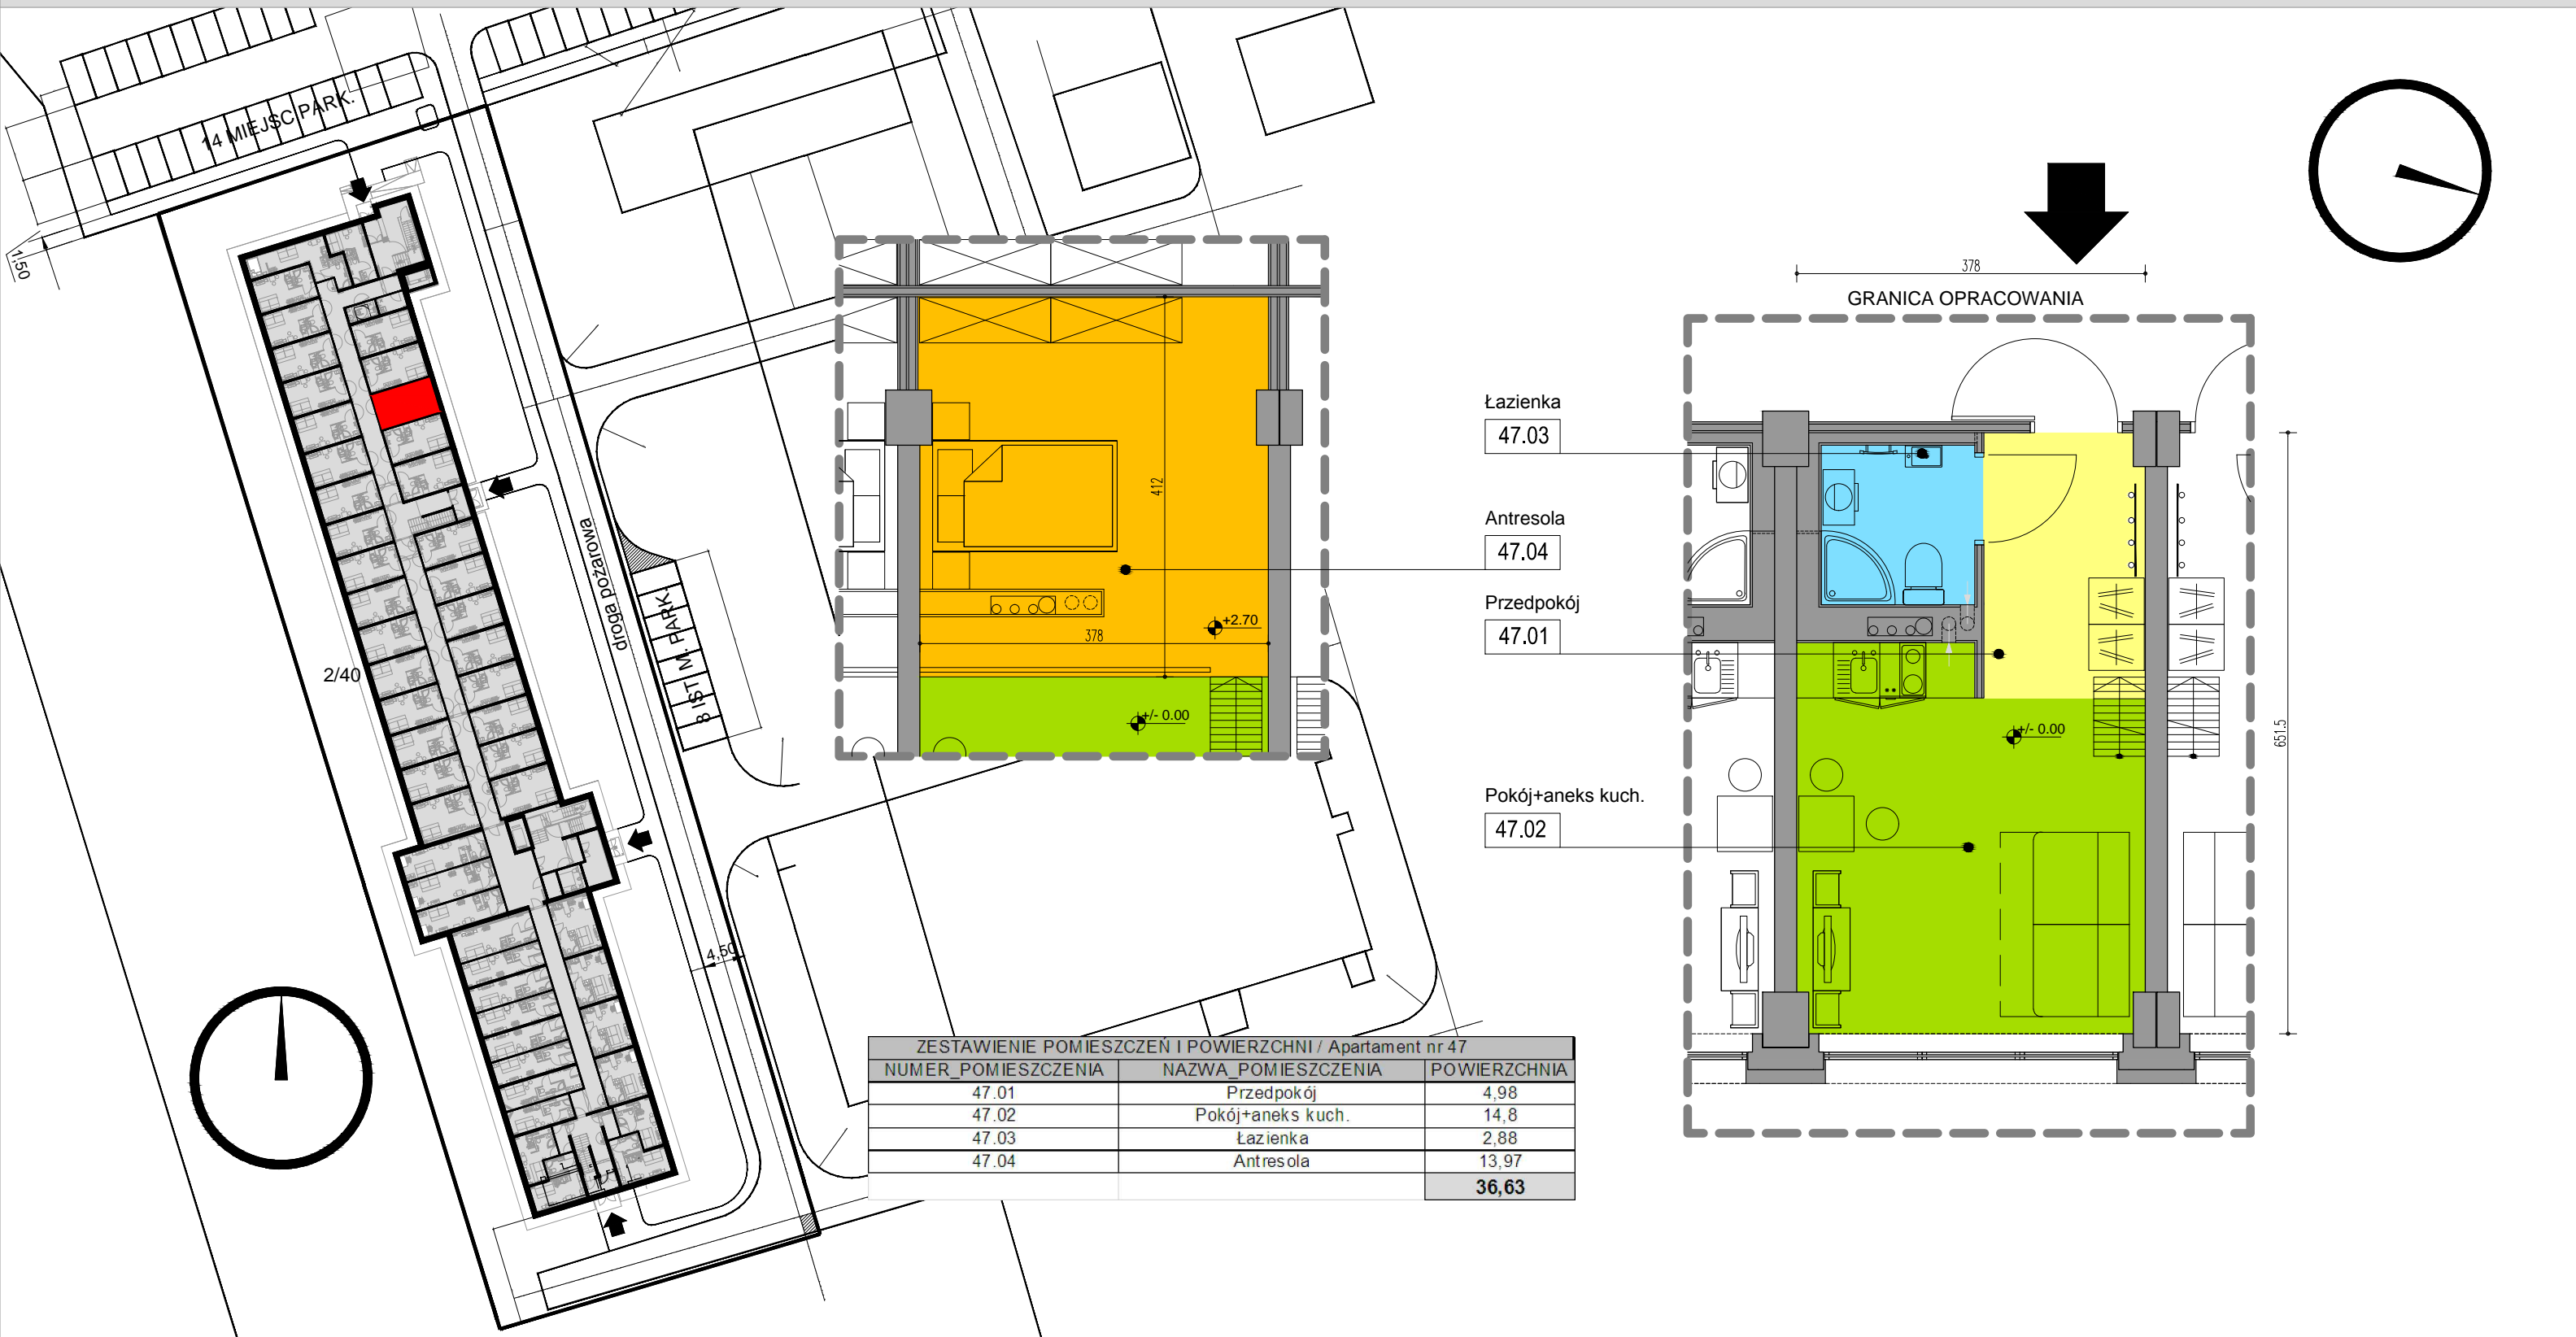 14 MIEJSC PARK.
1,50
378
GRANICA OPRACOWANIA
Łazienka
47.03
412
Antresola
47.04
droga pożarowa
Przedpokój
47.01
+2.70
378
8 IST. M. PARK.
2/40
+/- 0.00
+/- 0.00
651.5
Pokój+aneks kuch.
47.02
4,50
ZESTAWIENIE POMIESZCZEŃ I POWIERZCHNI / Apartament nr 47
NUMER_POMIESZCZENIA NAZWA_POMIESZCZENIA POWIERZCHNIA
47.01 Przedpokój 4,98
47.02 Pokój+aneks kuch. 14,8
47.03 Łazienka 2,88
47.04 Antresola 13,97
36,63